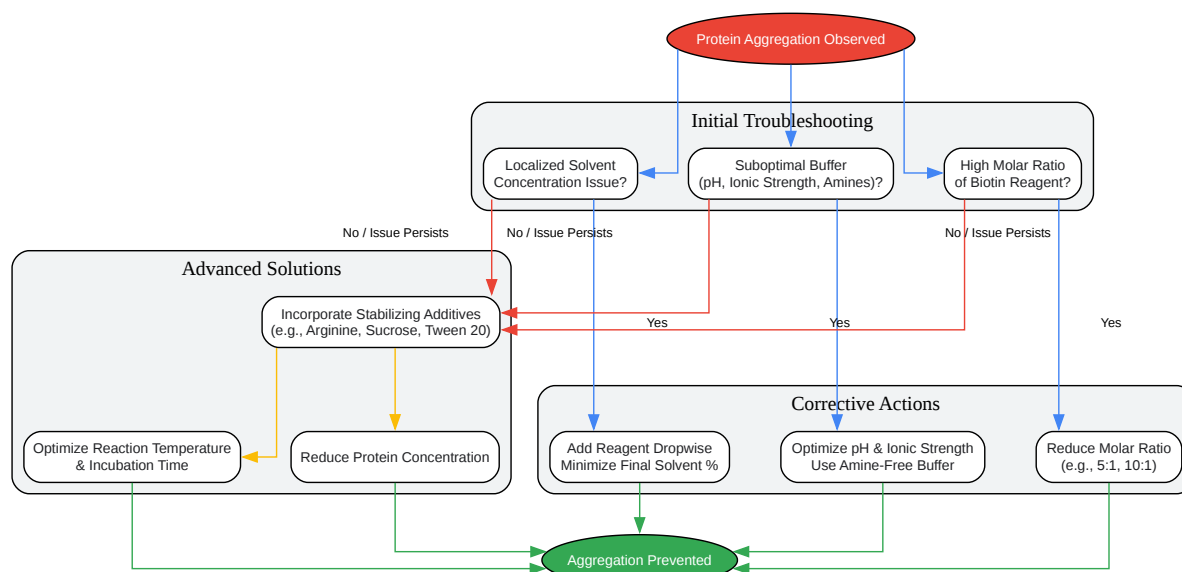 Protein Aggregation Observed
Initial Troubleshooting
Localized Solvent
Concentration Issue?
Suboptimal Buffer
(pH, Ionic Strength, Amines)?
High Molar Ratio
of Biotin Reagent?
No / Issue Persists
No / Issue Persists
No / Issue Persists
Advanced Solutions
Incorporate Stabilizing Additives
(e.g., Arginine, Sucrose, Tween 20)
Yes
Yes
Yes
Corrective Actions
Optimize Reaction Temperature
& Incubation Time
Reduce Protein Concentration
Add Reagent Dropwise
Minimize Final Solvent %
Optimize pH & Ionic Strength
Use Amine-Free Buffer
Reduce Molar Ratio
(e.g., 5:1, 10:1)
Aggregation Prevented